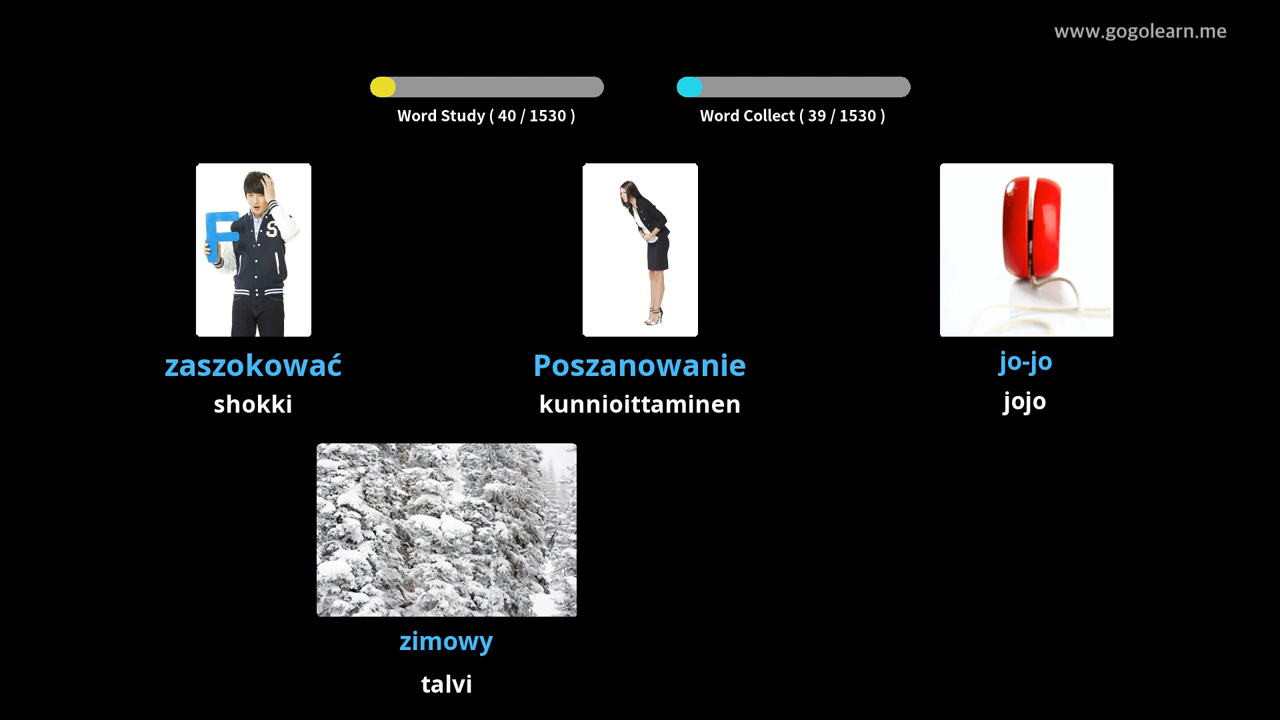 www.gogolearn.me
Word Study ( 40 / 1530 )
Word Collect ( 39 / 1530 )
F
S
zaszokować
shokki
Poszanowanie
kunnioittaminen
jo-jo
jojo
zimowy
talvi